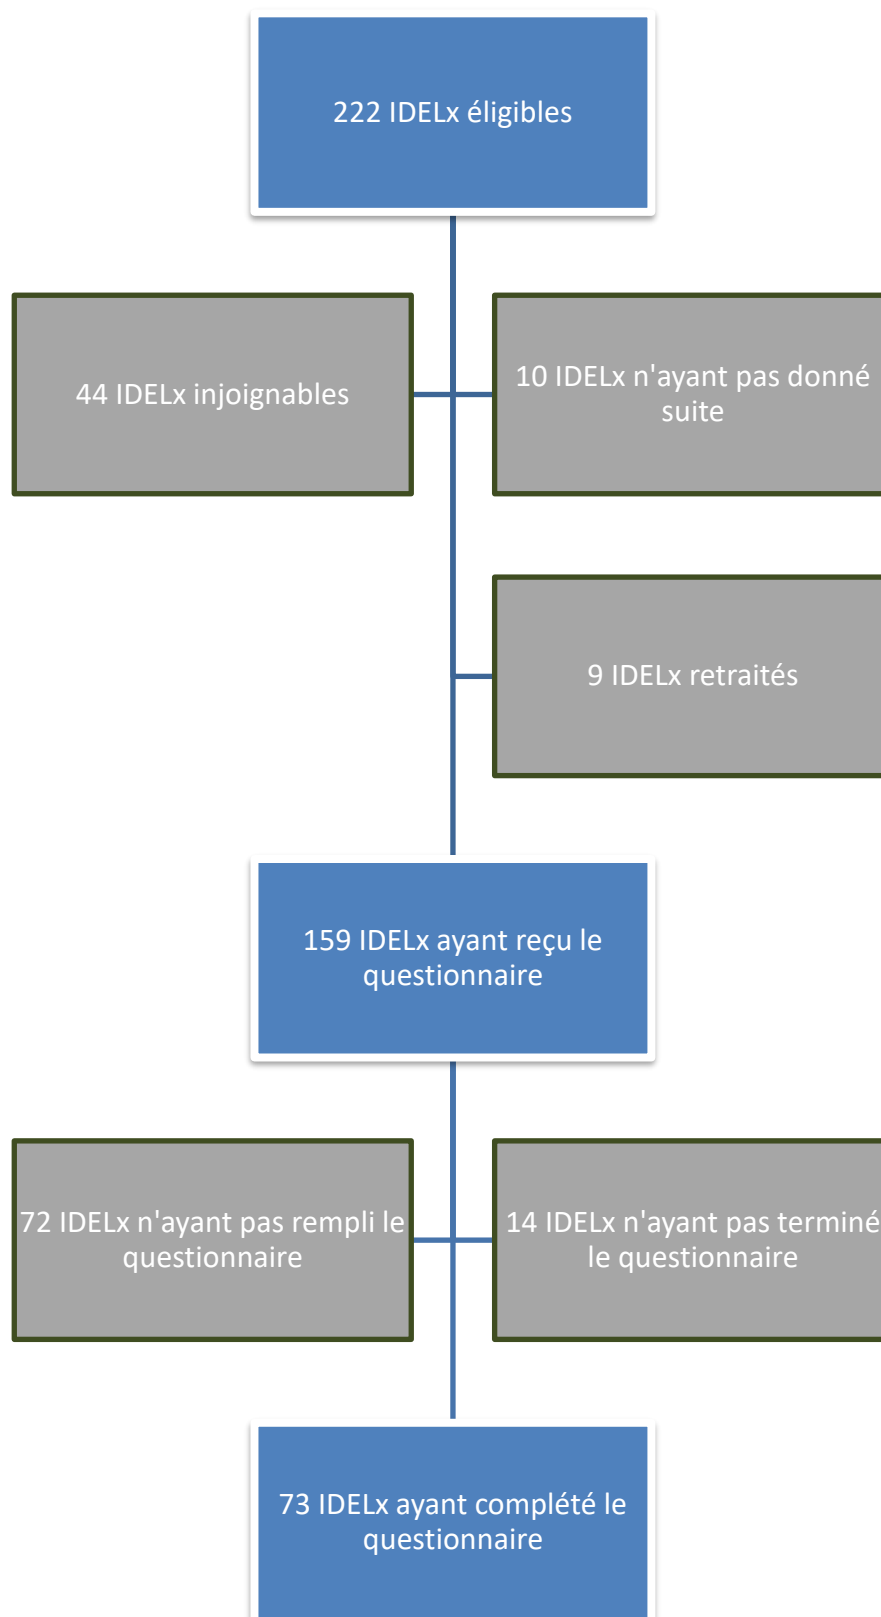 222 IDELx éligibles
44 IDELx injoignables
10 IDELx n'ayant pas donné
suite
9 IDELx retraités
159 IDELx ayant reçu le
questionnaire
72 IDELx n'ayant pas rempli le
questionnaire
14 IDELx n'ayant pas terminé
le questionnaire
73 IDELx ayant complété le
questionnaire